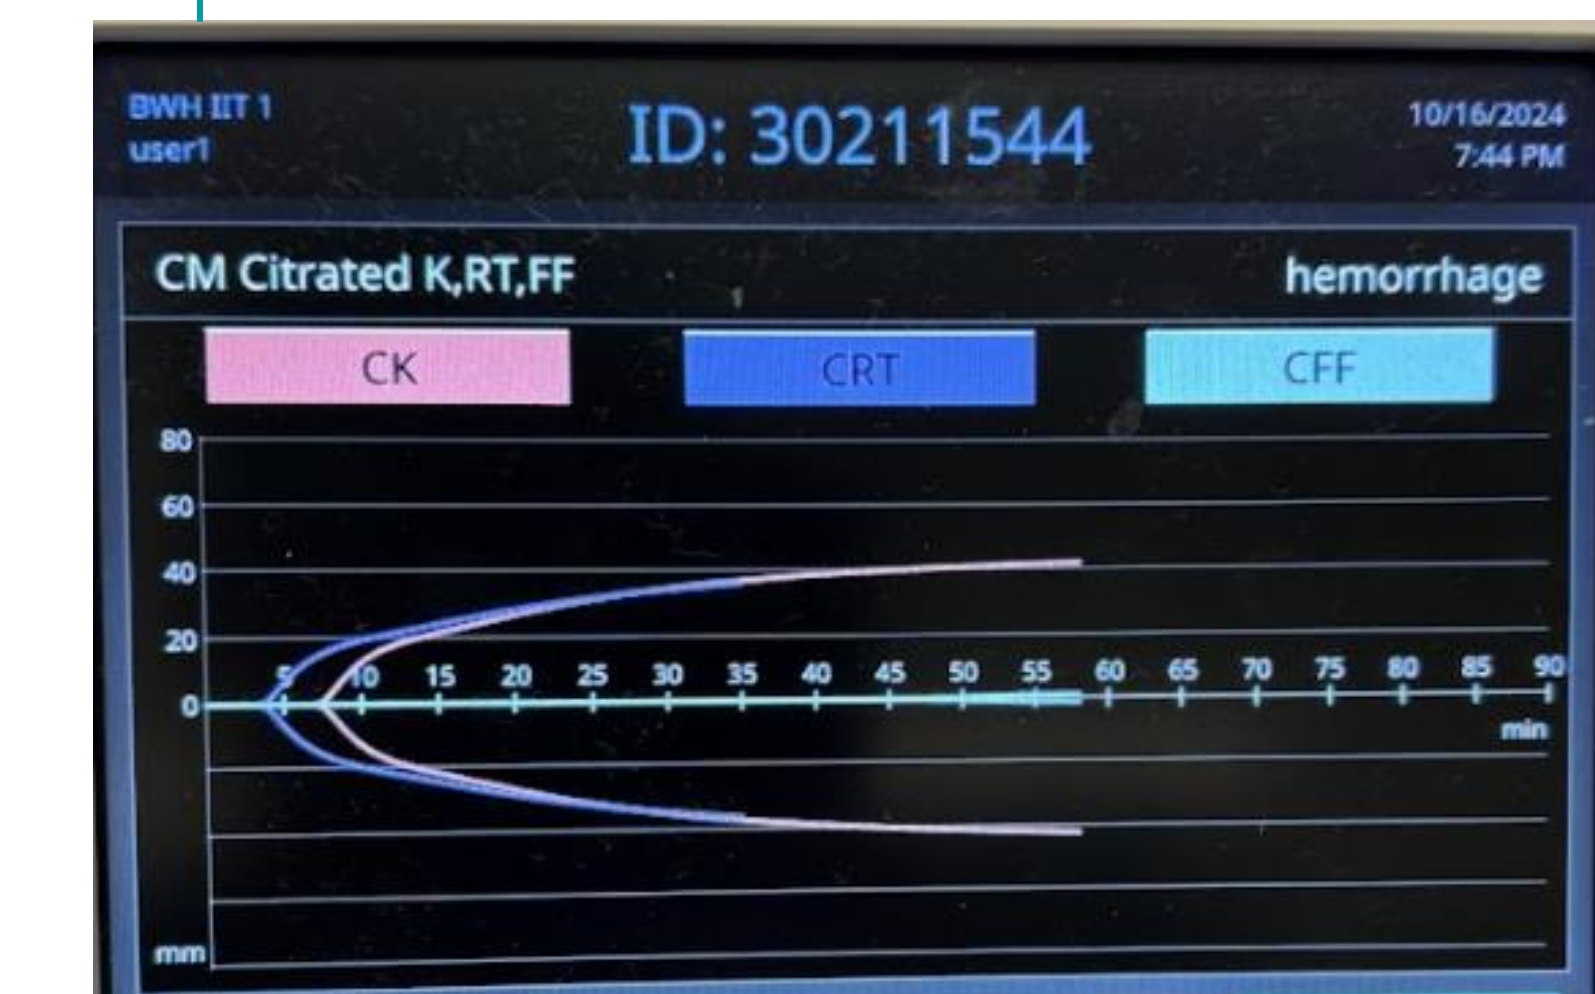 BWH IIT 1
user1
ID: 30211544
10/16/2024
7:44 PM
CM Citrated K,RT,FF
hemorrhage
CK
CRT
CFF
80
60
40
20
0
5 10 15 20 25 30 35 40 45 50 55 60 65 70 75 80 85 90
min
mm